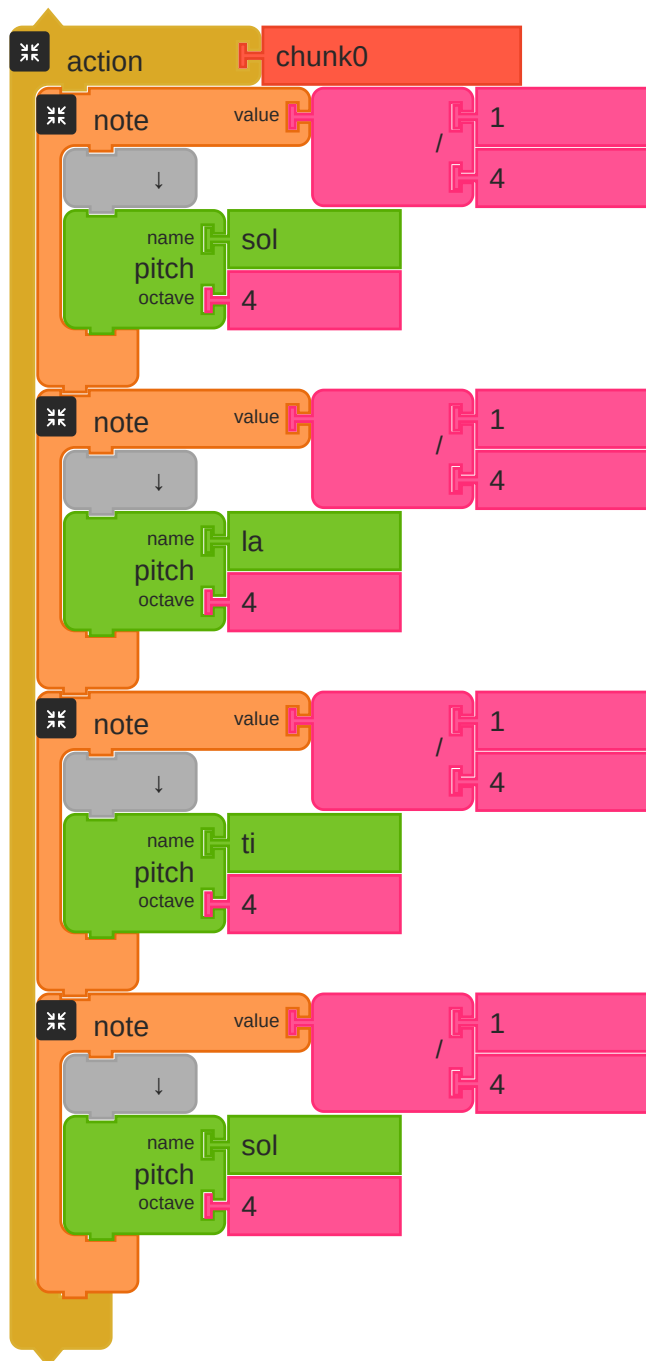 action chunk0
note value / 1
4
↓
name sol
pitch
octave 4
note value / 1
4
↓
name la
pitch
octave 4
note value / 1
4
↓
name ti
pitch
octave 4
note value / 1
4
↓
name sol
pitch
octave 4